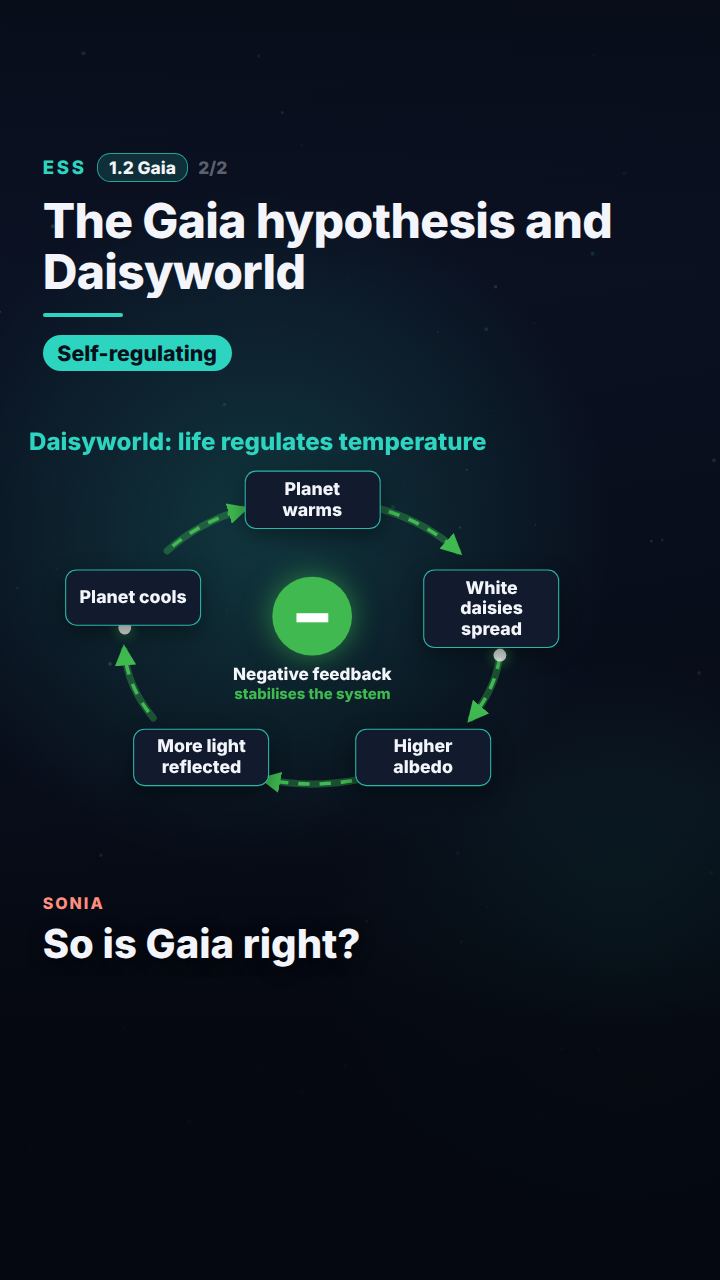 ESS 1.2 Gaia 2/2
The Gaia hypothesis and
Daisyworld
Self-regulating
Daisyworld: life regulates temperature
Planet
warms
Planet cools
White
daisies
spread
Negative feedback
stabilises the system
More light
reflected
Higher
albedo
SONIA
So is Gaia right?